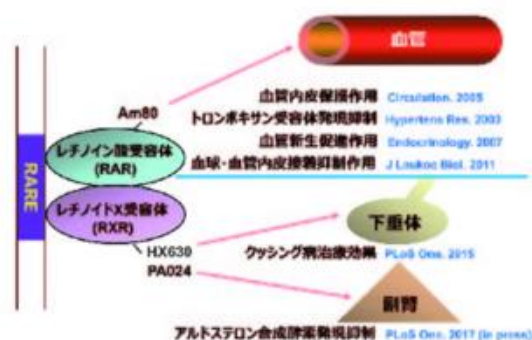 血管
Am80
血管内皮保護作用 Circulation. 2005
トロンボキサン受容体発現抑制 Hypertens Res. 2003
血管新生促進作用 Endocrinology. 2007
血球・血管内皮接着抑制作用 J Leukoc Biol. 2011
レチノイン酸受容体
(RAR)
RARE
レチノイドX受容体
(RXR)
下垂体
HX630
クッシング病治療効果 PLoS One. 2015
PA024
副腎
アルドステロン合成酵素発現抑制 PLoS One. 2017 (in press)